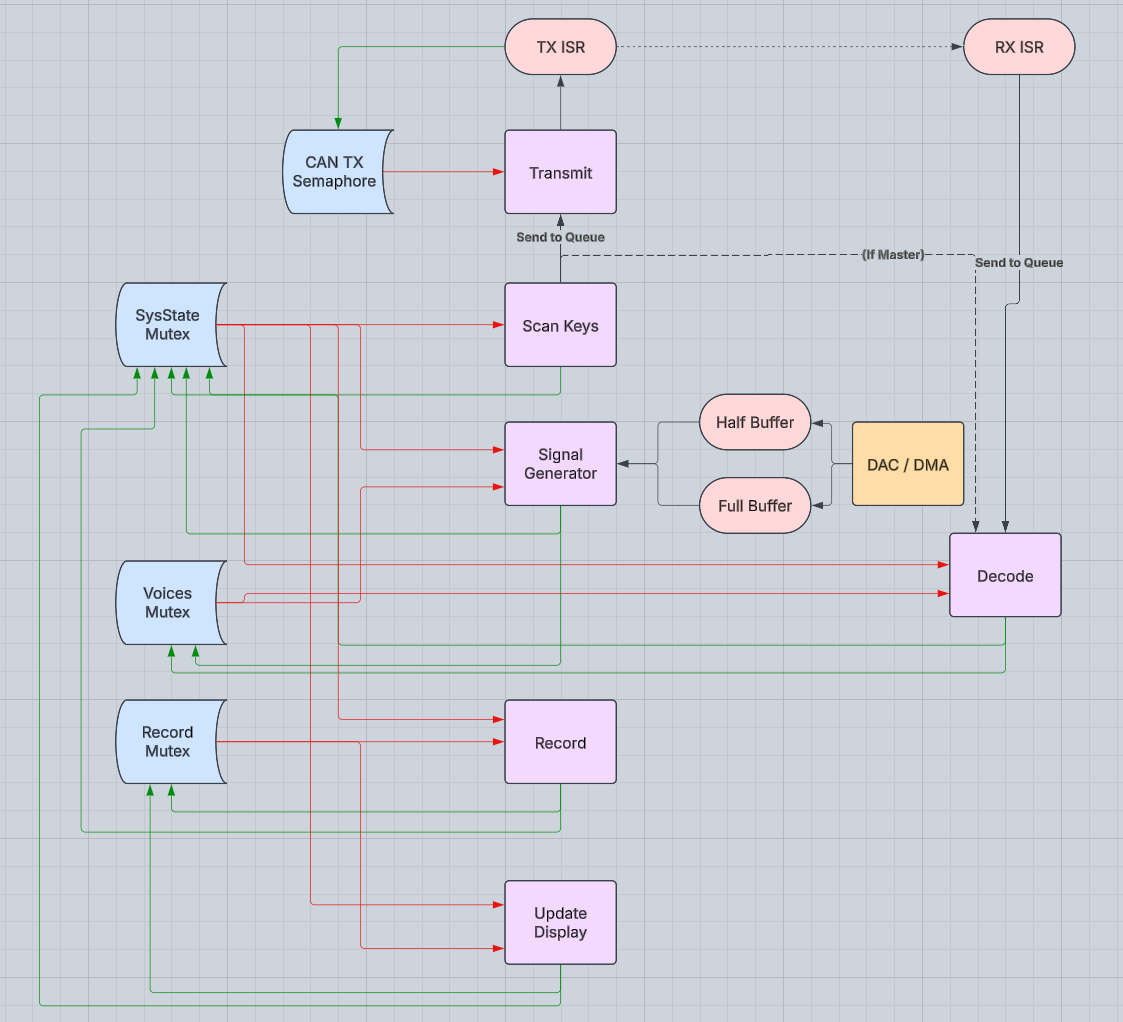 TX ISR
RX ISR
CAN TX
Semaphore
Transmit
Send to Queue
(If Master)
Send to Queue
SysState
Mutex
Scan Keys
Half Buffer
Signal
Generator
DAC / DMA
Full Buffer
Decode
Voices
Mutex
Record
Mutex
Record
Update
Display